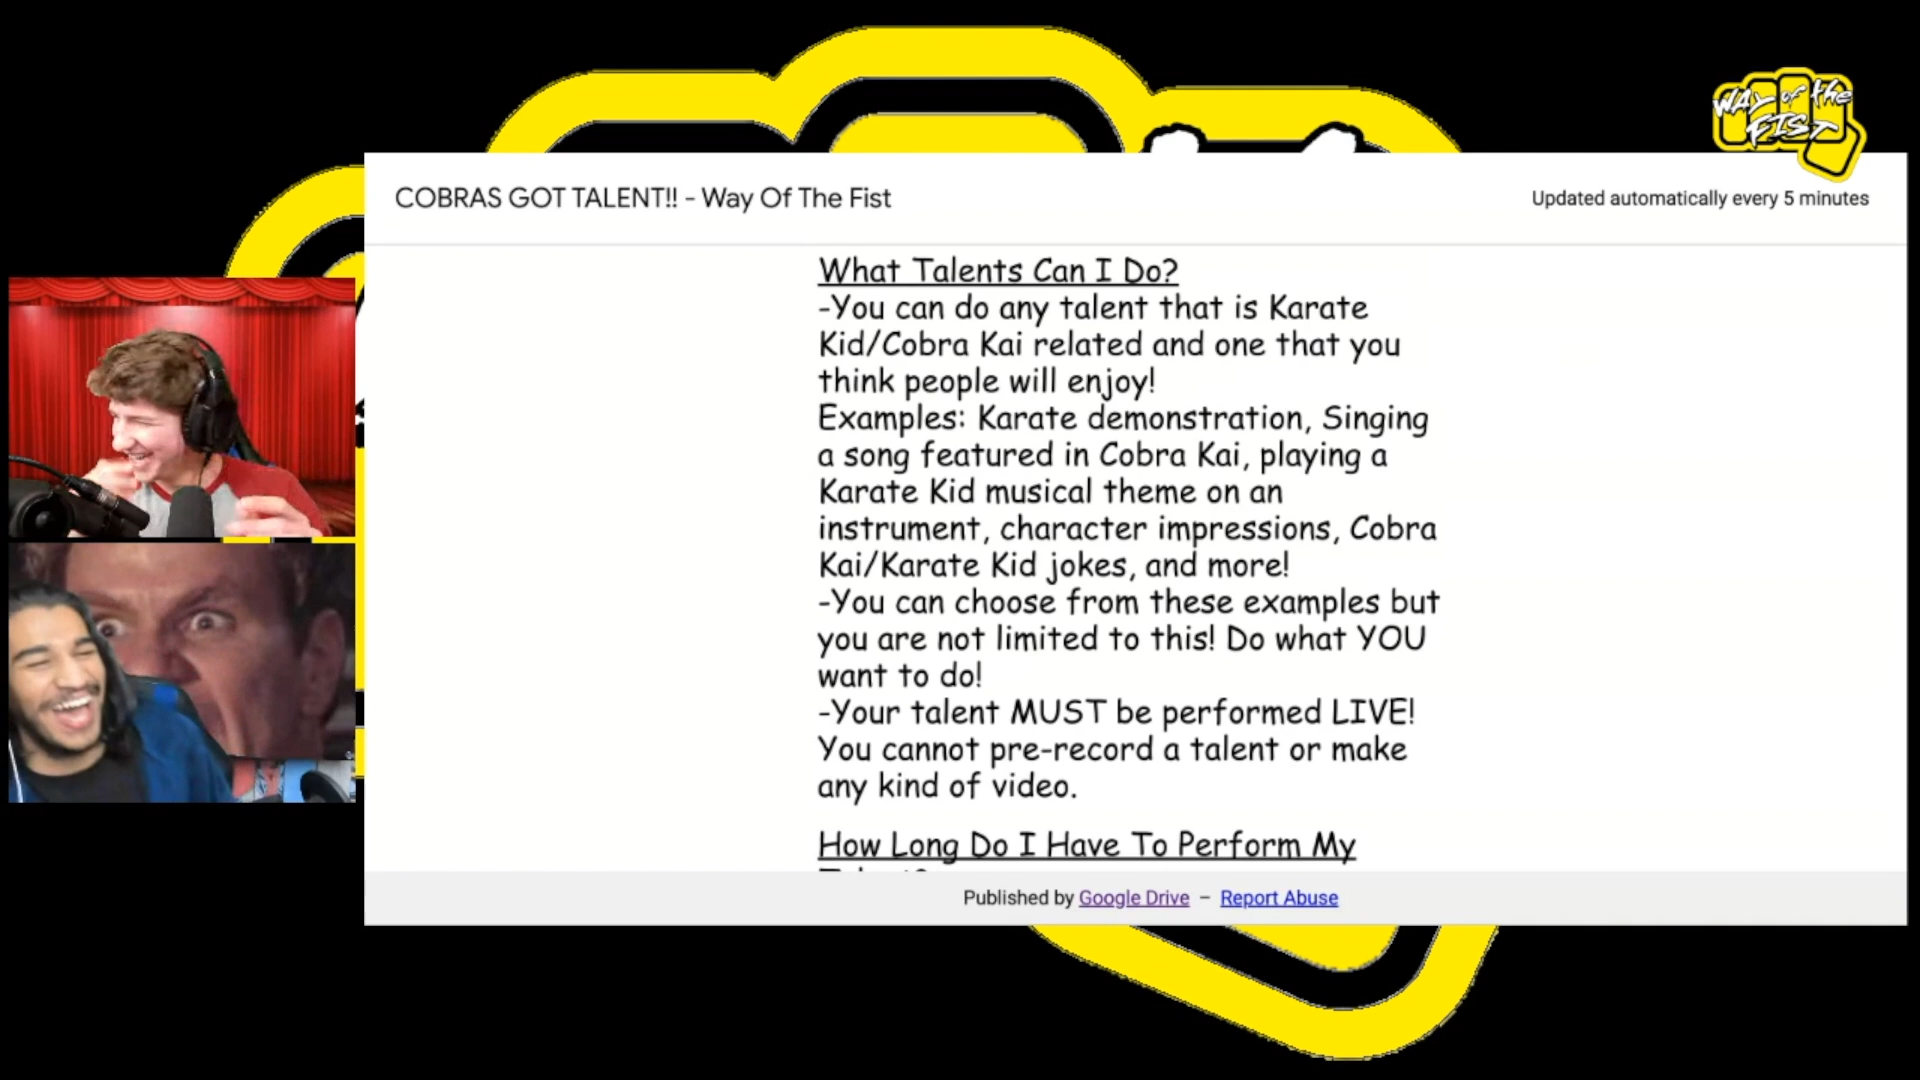 WAY of the
FIST
COBRAS GOT TALENT!! - Way Of The Fist
Updated automatically every 5 minutes
What Talents Can I Do?
-You can do any talent that is Karate
Kid/Cobra Kai related and one that you
think people will enjoy!
Examples: Karate demonstration, Singing
a song featured in Cobra Kai, playing a
Karate Kid musical theme on an
instrument, character impressions, Cobra
Kai/Karate Kid jokes, and more!
-You can choose from these examples but
you are not limited to this! Do what YOU
want to do!
-Your talent MUST be performed LIVE!
You cannot pre-record a talent or make
any kind of video.
How Long Do I Have To Perform My
Published by Google Drive – Report Abuse